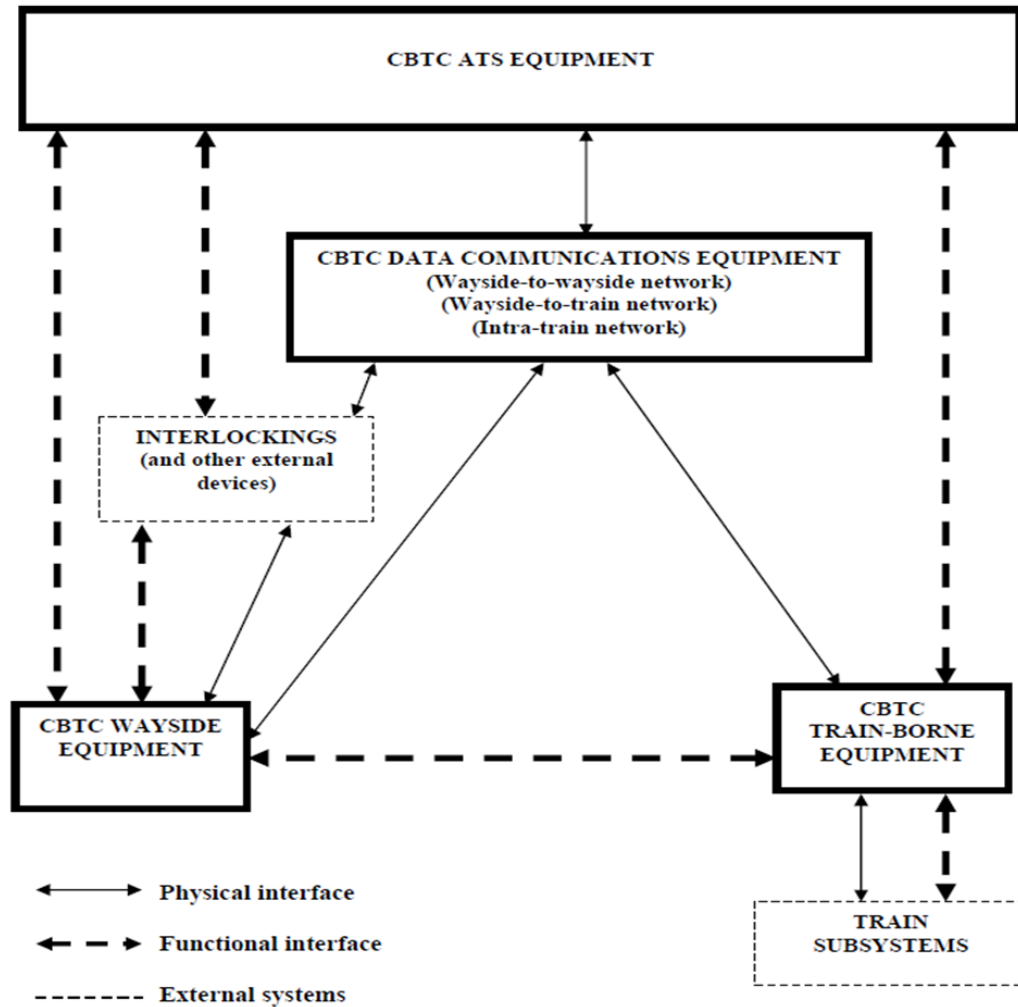 CBTC ATS EQUIPMENT
CBTC DATA COMMUNICATIONS EQUIPMENT
(Wayside-to-wayside network)
(Wayside-to-train network)
(Intra-train network)
INTERLOCKINGS
(and other external
devices)
CBTC WAYSIDE
EQUIPMENT
CBTC
TRAIN-BORNE
EQUIPMENT
TRAIN
SUBSYSTEMS
Physical interface
Functional interface
External systems